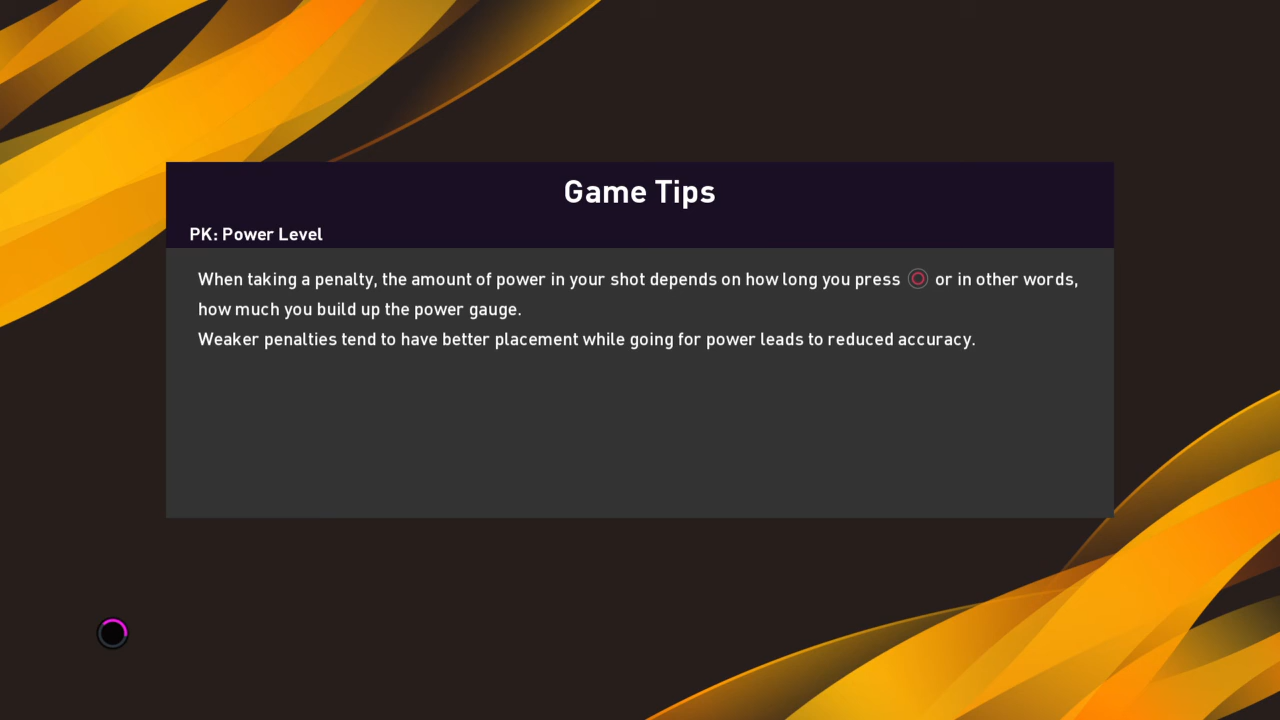 Game Tips
PK: Power Level
When taking a penalty, the amount of power in your shot depends on how long you press ○ or in other words,
how much you build up the power gauge.
Weaker penalties tend to have better placement while going for power leads to reduced accuracy.